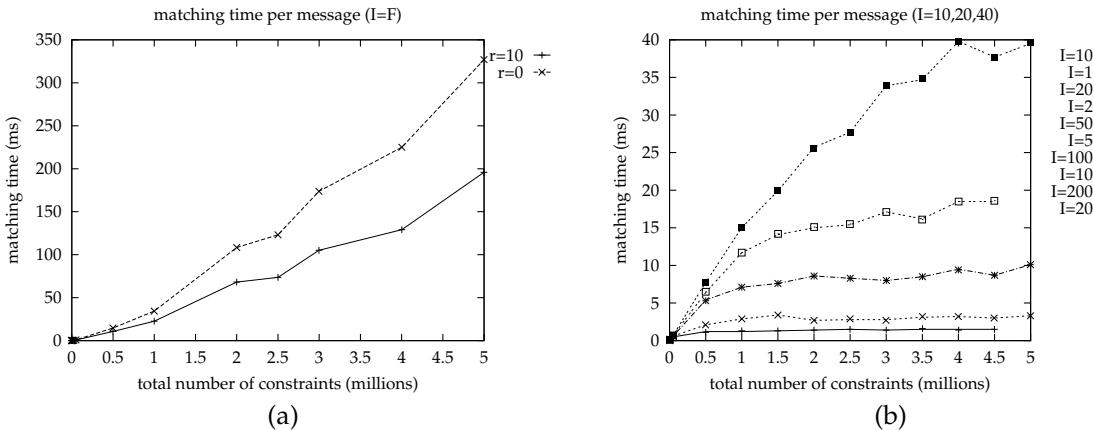 matching time per message (I=F)
350
300
250
200
150
100
50
0
matching time (ms)
r=10
r=0
0 0.5 1 1.5 2 2.5 3 3.5 4 4.5 5
total number of constraints (millions)
(a)
matching time per message (I=10,20,40)
40
35
30
25
20
15
10
5
0
matching time (ms)
I=10
I=1
I=20
I=2
I=50
I=5
I=100
I=10
I=200
I=20
0 0.5 1 1.5 2 2.5 3 3.5 4 4.5 5
total number of constraints (millions)
(b)